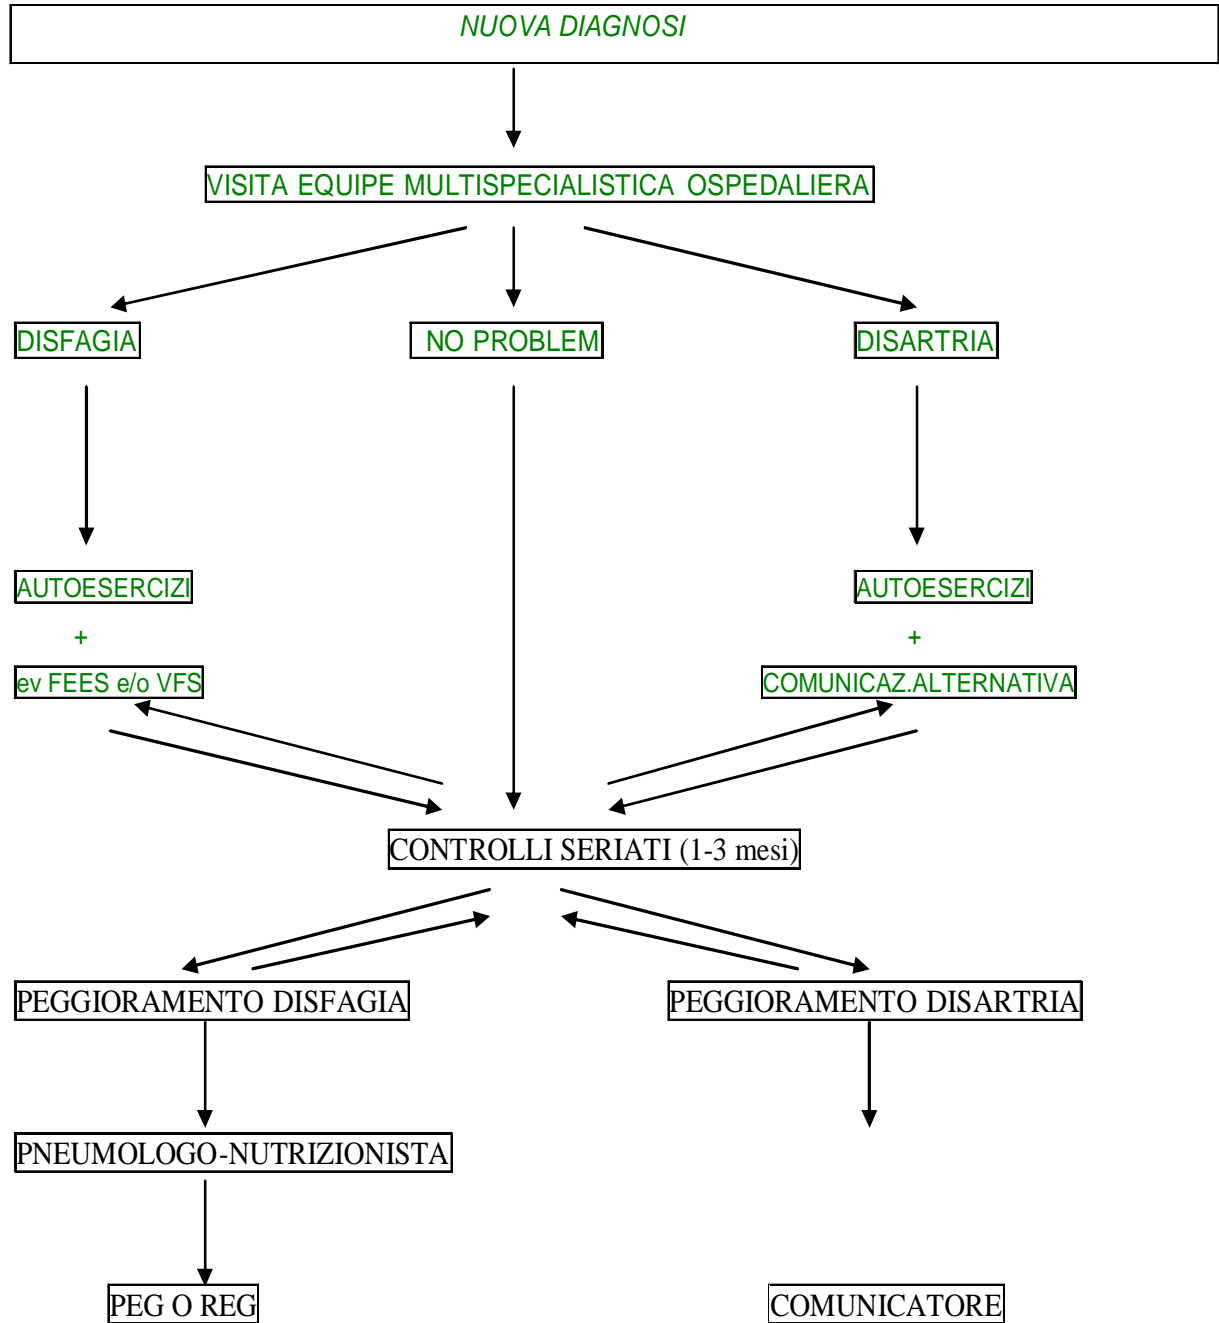 NUOVA DIAGNOSI
VISITA EQUIPE MULTISPECIALISTICA OSPEDALIERA
DISFAGIA
NO PROBLEM
DISARTRIA
AUTOESERCIZI
AUTOESERCIZI
+
+
ev FEES e/o VFS
COMUNICAZ.ALTERNATIVA
CONTROLLI SERIATI (1-3 mesi)
PEGGIORAMENTO DISFAGIA
PEGGIORAMENTO DISARTRIA
PNEUMOLOGO-NUTRIZIONISTA
PEG O REG
COMUNICATORE